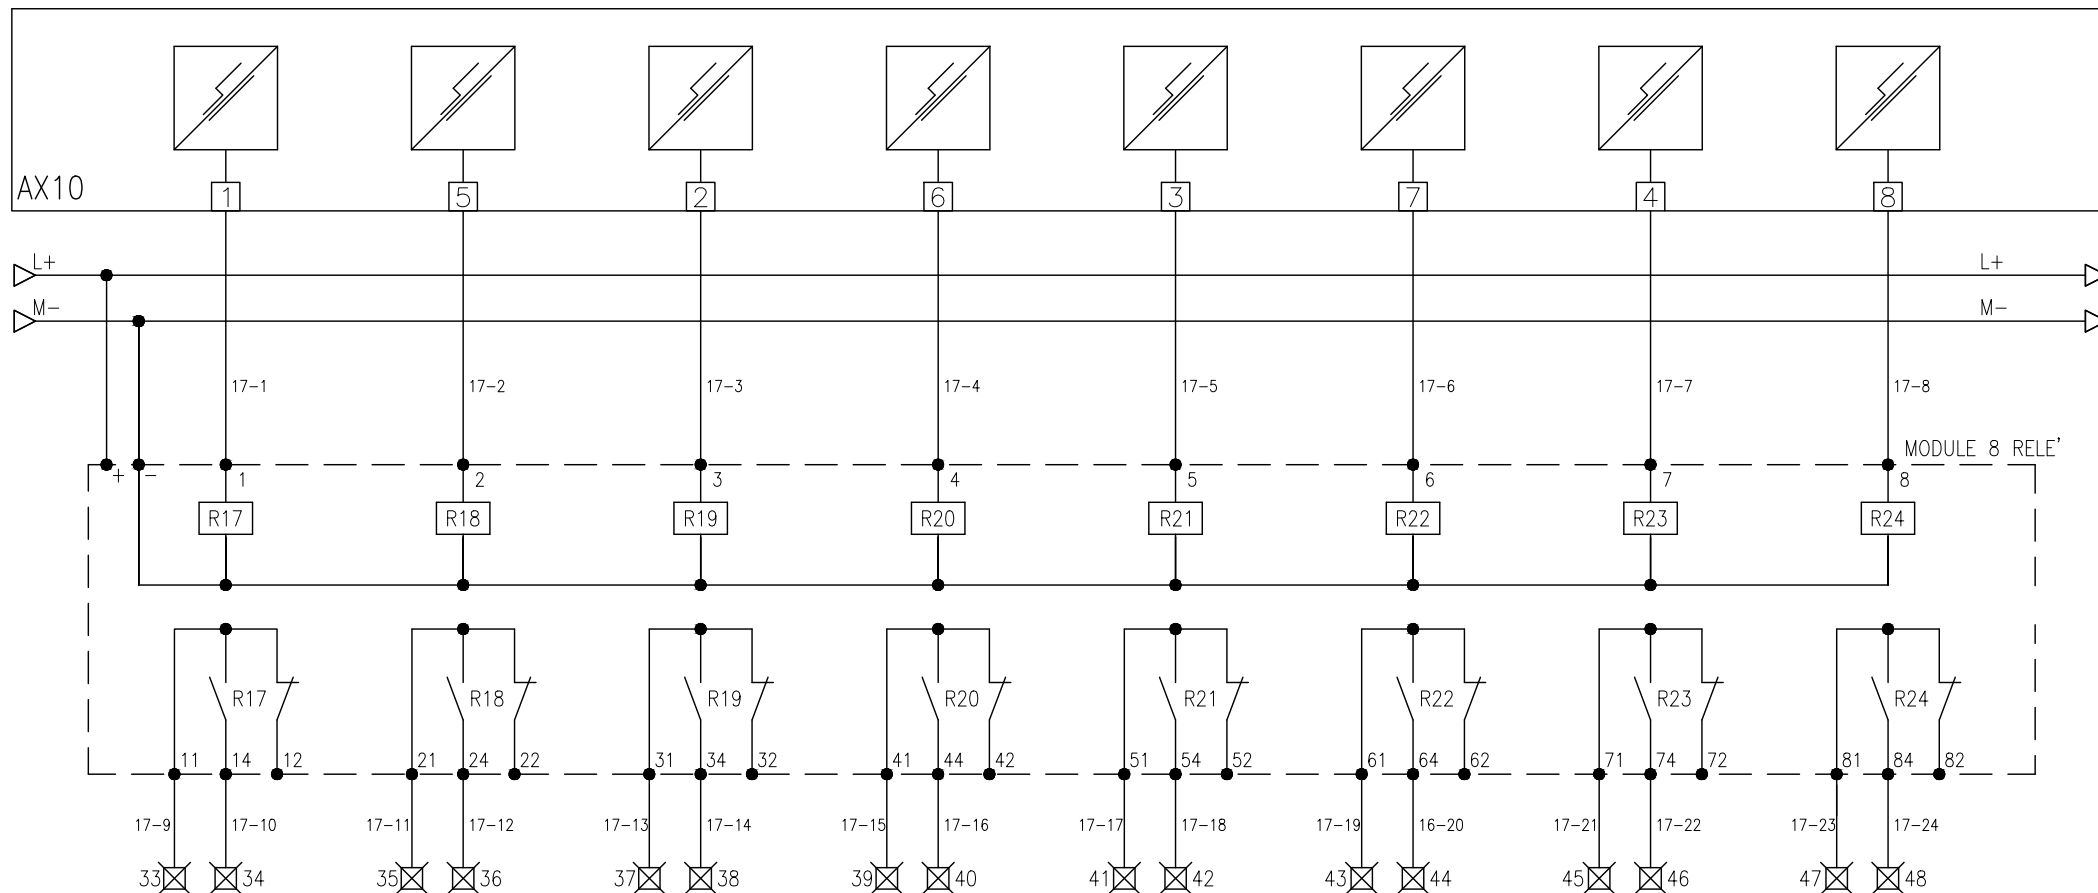 AX10 1 5 2 6 3 7 4 8
L+ L+
M- M-
17-1 17-2 17-3 17-4 17-5 17-6 17-7 17-8
MODULE 8 RELE'
+ - 1 2 3 4 5 6 7 8
R17 R18 R19 R20 R21 R22 R23 R24
R17 R18 R19 R20 R21 R22 R23 R24
11 14 12 21 24 22 31 34 32 41 44 42 51 54 52 61 64 62 71 74 72 81 84 82
17-9 17-10 17-11 17-12 17-13 17-14 17-15 17-16 17-17 17-18 17-19 16-20 17-21 17-22 17-23 17-24
33 34 35 36 37 38 39 40 41 42 43 44 45 46 47 48